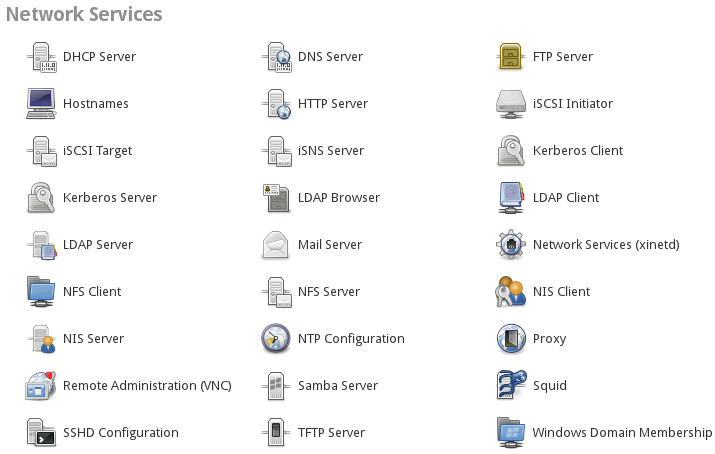 Network Services
DHCP Server
DNS Server
FTP Server
Hostnames
HTTP Server
iSCSI Initiator
iSCSI Target
iSNS Server
Kerberos Client
Kerberos Server
LDAP Browser
LDAP Client
LDAP Server
Mail Server
Network Services (xinetd)
NFS Client
NFS Server
NIS Client
NIS Server
NTP Configuration
Proxy
Remote Administration (VNC)
Samba Server
Squid
SSHD Configuration
TFTP Server
Windows Domain Membership